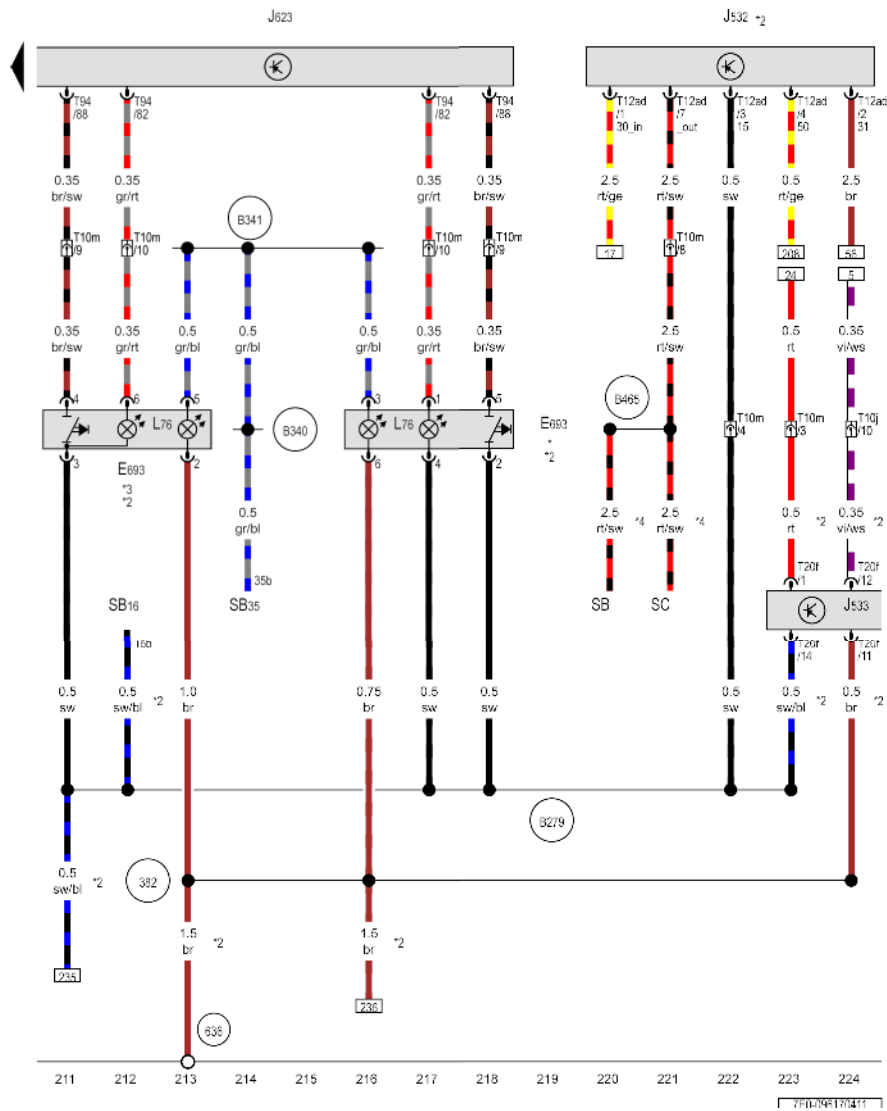 J623
J532 *2
T94
/88
T94
/82
T94
/82
T94
/88
T12ad
/1
30_in
T12ad
/7
_out
T12ad
/3
15
T12ad
/4
50
T12ad
/2
31
0.35
br/sw
0.35
gr/rt
0.35
gr/rt
0.35
br/sw
2.5
rt/ge
2.5
rt/sw
0.5
sw
0.5
rt/ge
2.5
br
B341
T10m
/9
T10m
/10
T10m
/10
T10m
/9
17
T10m
/8
208
24
58
5
0.35
br/sw
0.35
gr/rt
0.5
gr/bl
0.5
gr/bl
0.5
gr/bl
0.35
gr/rt
0.35
br/sw
2.5
rt/sw
0.5
rt
0.35
vi/ws
4
6
5
3
1
5
B465
L76
B340
L76
E693
*
*2
T10m
/4
T10m
/3
T10j
/10
3
2
6
4
2
E693
*3
*2
0.5
gr/bl
35b
SB35
2.5
rt/sw *4
2.5
rt/sw *4
0.5
rt *2
0.35
vi/ws *2
T20f
/1
T20f
/12
SB
SC
J533
SB16
16b
T20f
/14
T20f
/11
0.5
sw
0.5
sw/bl *2
1.0
br
0.75
br
0.5
sw
0.5
sw
0.5
sw
0.5
sw/bl *2
0.5
br *2
B279
0.5
sw/bl *2
382
1.5
br *2
1.5
br *2
235
236
636
211 212 213 214 215 216 217 218 219 220 221 222 223 224
7E0-096170411